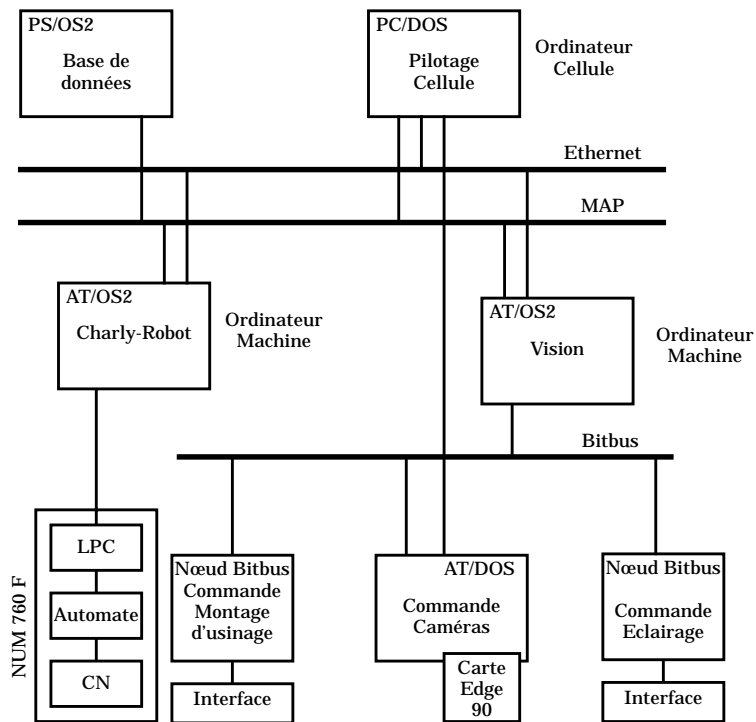 PS/OS2
Base de
données
PC/DOS
Pilotage
Cellule
Ordinateur
Cellule
Ethernet
MAP
AT/OS2
Charly-Robot
Ordinateur
Machine
AT/OS2
Vision
Ordinateur
Machine
Bitbus
NUM 760 F
LPC
Automate
CN
Nœud Bitbus
Commande
Montage
d'usinage
Interface
AT/DOS
Commande
Caméras
Carte
Edge
90
Nœud Bitbus
Commande
Eclairage
Interface